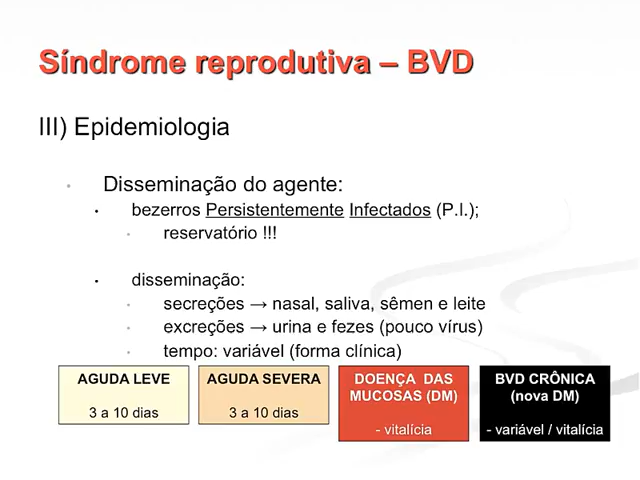 Síndrome reprodutiva – BVD
III) Epidemiologia
• Disseminação do agente:
• bezerros Persistentemente Infectados (P.I.);
• reservatório !!!
• disseminação:
• secreções → nasal, saliva, sêmen e leite
• excreções → urina e fezes (pouco vírus)
• tempo: variável (forma clínica)
AGUDA LEVE
3 a 10 dias
AGUDA SEVERA
3 a 10 dias
DOENÇA DAS
MUCOSAS (DM)
- vitalícia
BVD CRÔNICA
(nova DM)
- variável / vitalícia